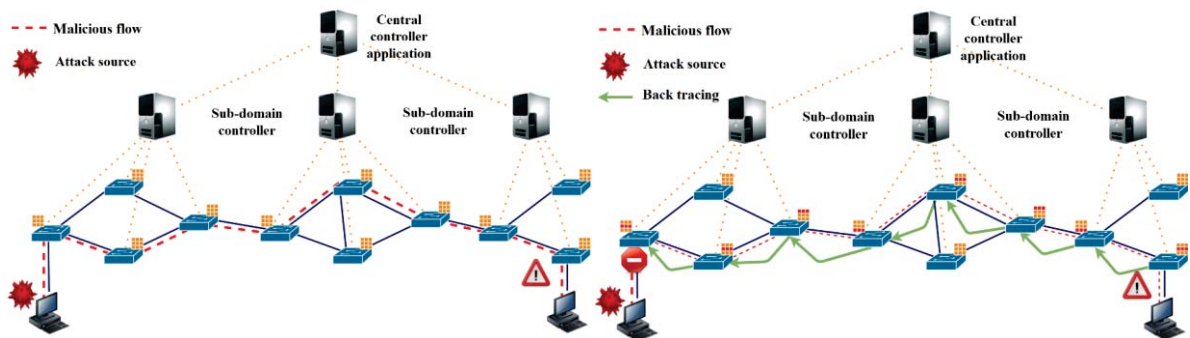 Malicious flow
Attack source
Central
controller
application
Sub-domain
controller
Sub-domain
controller
Malicious flow
Attack source
Back tracing
Central
controller
application
Sub-domain
controller
Sub-domain
controller